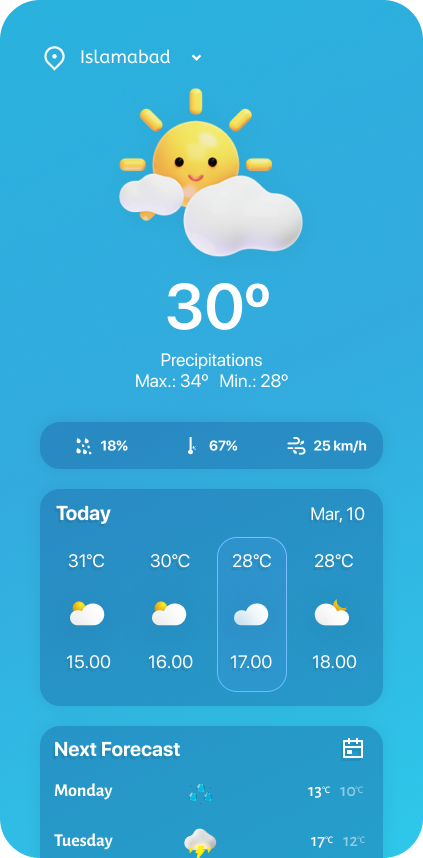 Islamabad
30º
Precipitations
Max.: 34º Min.: 28º
18% 67% 25 km/h
Today Mar, 10
31°C 30°C 28°C 28°C
15.00 16.00 17.00 18.00
Next Forecast
Monday 13°C 10°C
Tuesday 17°C 12°C